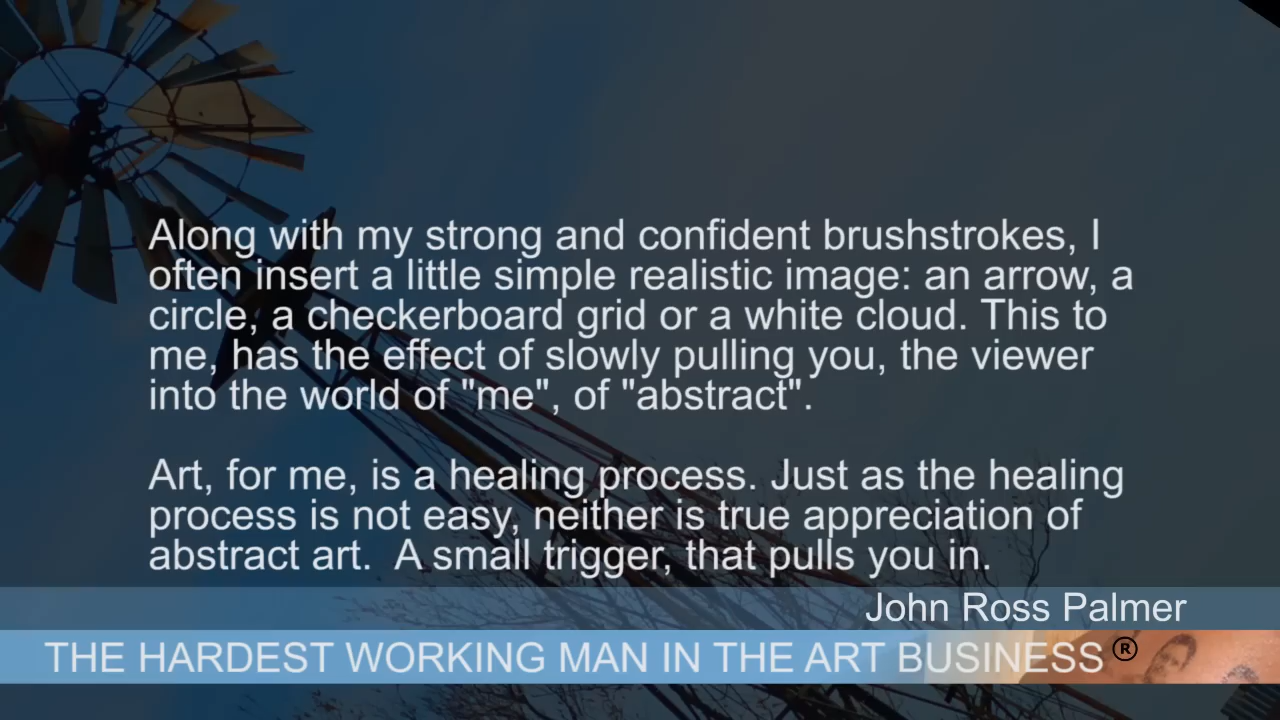 Along with my strong and confident brushstrokes, I
often insert a little simple realistic image: an arrow, a
circle, a checkerboard grid or a white cloud. This to
me, has the effect of slowly pulling you, the viewer
into the world of "me", of "abstract".
Art, for me, is a healing process. Just as the healing
process is not easy, neither is true appreciation of
abstract art.  A small trigger, that pulls you in.
John Ross Palmer
THE HARDEST WORKING MAN IN THE ART BUSINESS ®